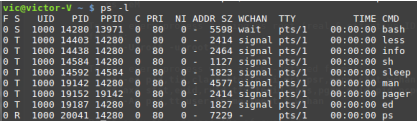 vic@victor-V ~ $ ps -l
F S UID PID PPID C PRI NI ADDR SZ WCHAN TTY TIME CMD
0 S 1000 14280 13971 0 80 0 - 5598 wait pts/1 00:00:00 bash
0 T 1000 14403 14280 0 80 0 - 2414 signal pts/1 00:00:00 less
0 T 1000 14438 14280 0 80 0 - 2464 signal pts/1 00:00:00 info
0 T 1000 14584 14280 0 80 0 - 1127 signal pts/1 00:00:00 sh
0 T 1000 14592 14584 0 80 0 - 1823 signal pts/1 00:00:00 sleep
0 T 1000 19142 14280 0 80 0 - 4577 signal pts/1 00:00:00 man
0 T 1000 19152 19142 0 80 0 - 2414 signal pts/1 00:00:00 pager
0 T 1000 19187 14280 0 80 0 - 1827 signal pts/1 00:00:00 ed
0 R 1000 20041 14280 0 80 0 - 7229 - pts/1 00:00:00 ps